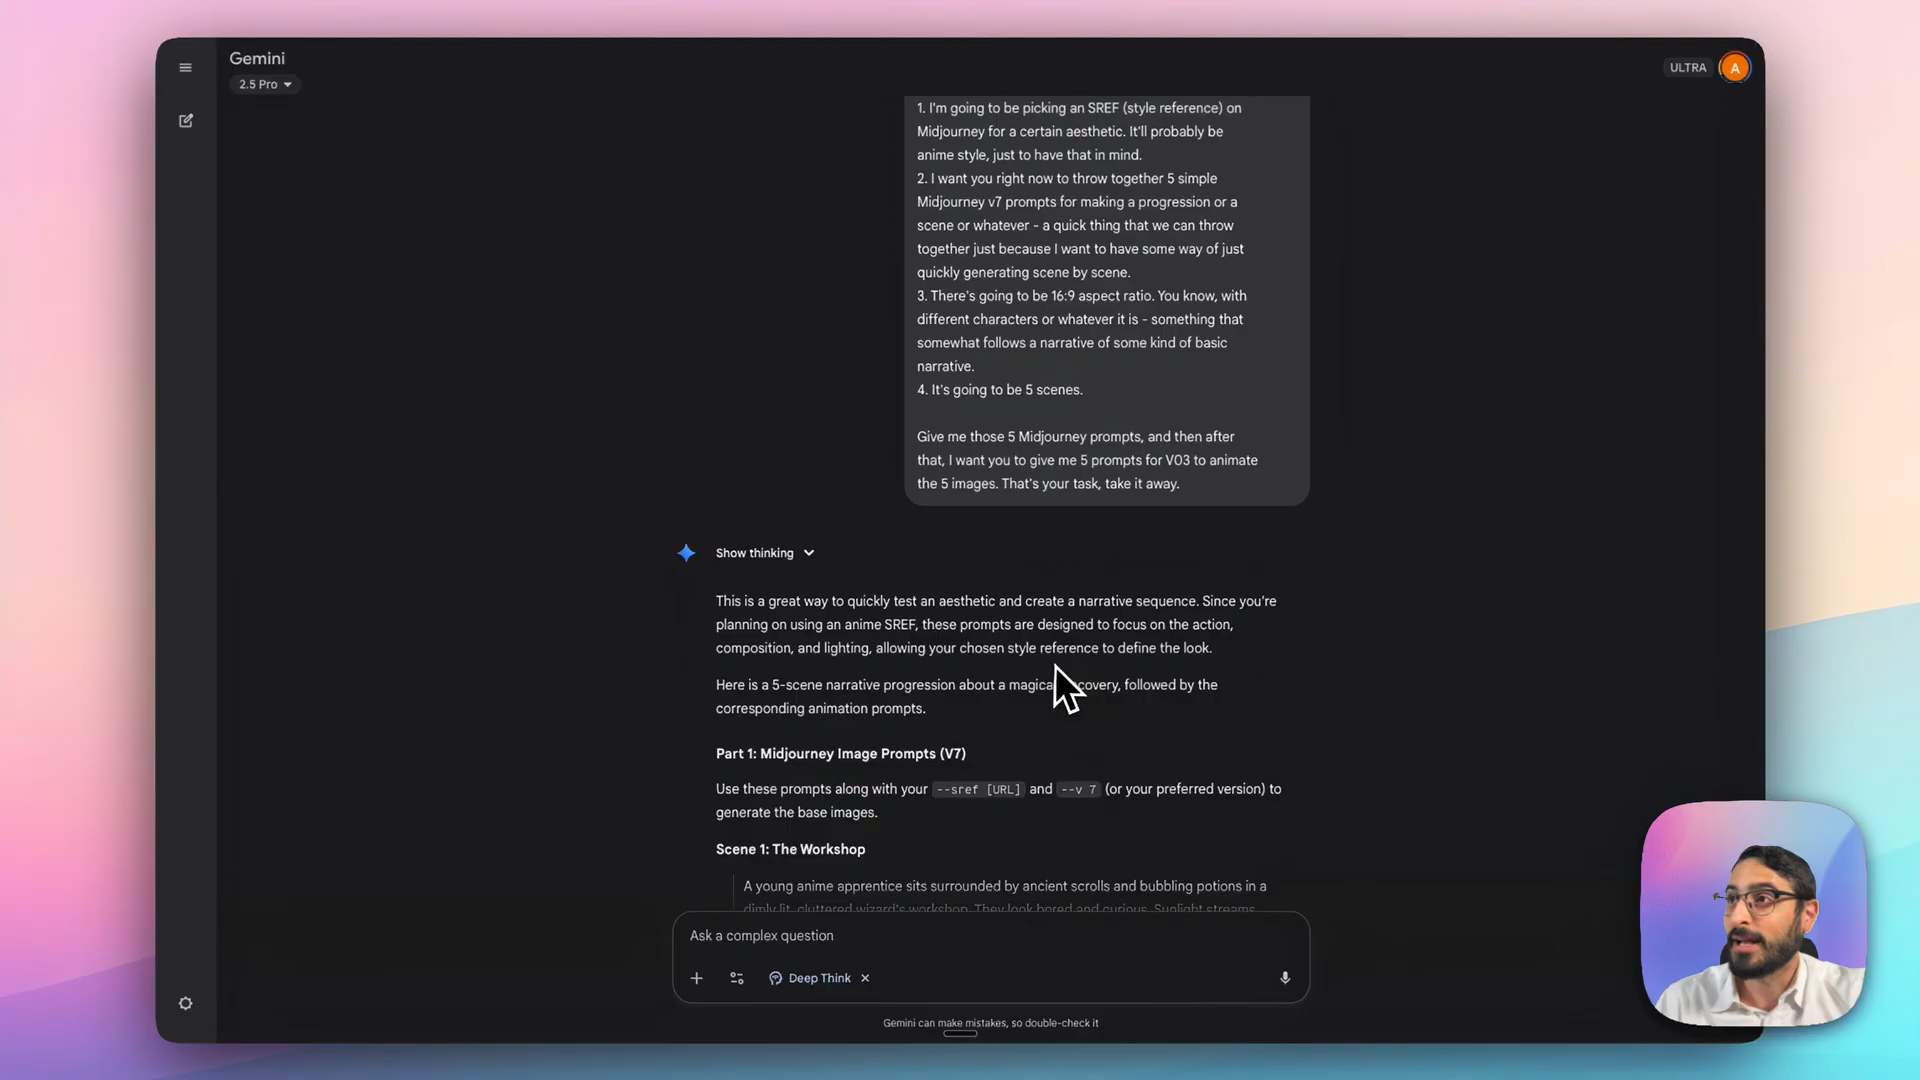 Gemini
2.5 Pro
ULTRA
A
1. I'm going to be picking an SREF (style reference) on
Midjourney for a certain aesthetic. It'll probably be
anime style, just to have that in mind.
2. I want you right now to throw together 5 simple
Midjourney v7 prompts for making a progression or a
scene or whatever - a quick thing that we can throw
together just because I want to have some way of just
quickly generating scene by scene.
3. There's going to be 16:9 aspect ratio. You know, with
different characters or whatever it is - something that
somewhat follows a narrative of some kind of basic
narrative.
4. It's going to be 5 scenes.
Give me those 5 Midjourney prompts, and then after
that, I want you to give me 5 prompts for VO3 to animate
the 5 images. That's your task, take it away.
Show thinking
This is a great way to quickly test an aesthetic and create a narrative sequence. Since you're
planning on using an anime SREF, these prompts are designed to focus on the action,
composition, and lighting, allowing your chosen style reference to define the look.
Here is a 5-scene narrative progression about a magica covery, followed by the
corresponding animation prompts.
Part 1: Midjourney Image Prompts (V7)
Use these prompts along with your --sref [URL] and --v 7 (or your preferred version) to
generate the base images.
Scene 1: The Workshop
A young anime apprentice sits surrounded by ancient scrolls and bubbling potions in a
dimly lit, cluttered wizard's workshop. They look bored and curious. Sunlight streams
Ask a complex question
Deep Think
Gemini can make mistakes, so double-check it